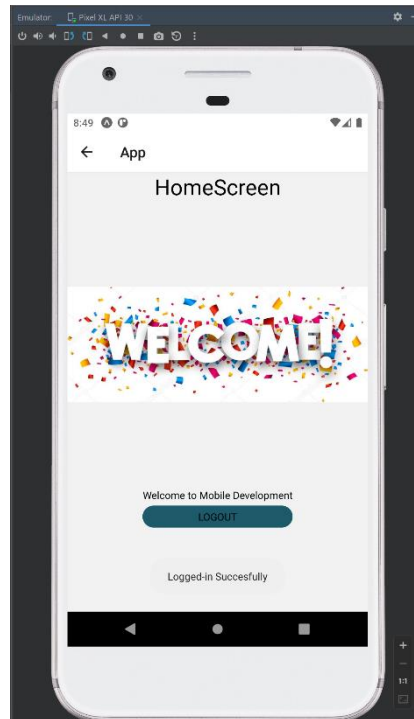 Emulator: Pixel XL API 30
8:49
App
HomeScreen
WELCOME!
Welcome to Mobile Development
LOGOUT
Logged-in Succesfully
1:1